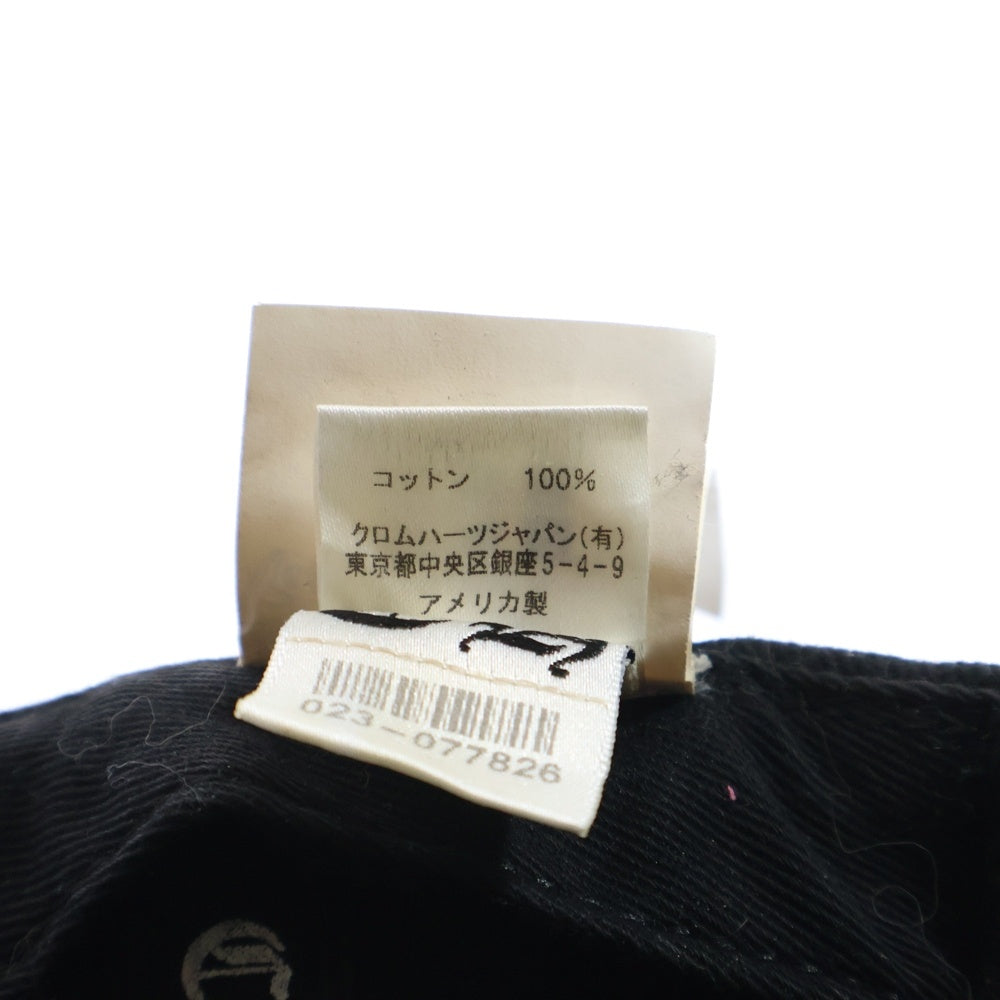 コットン 100%
クロムハーツジャパン(有)
東京都中央区銀座5-4-9
アメリカ製
023-077826